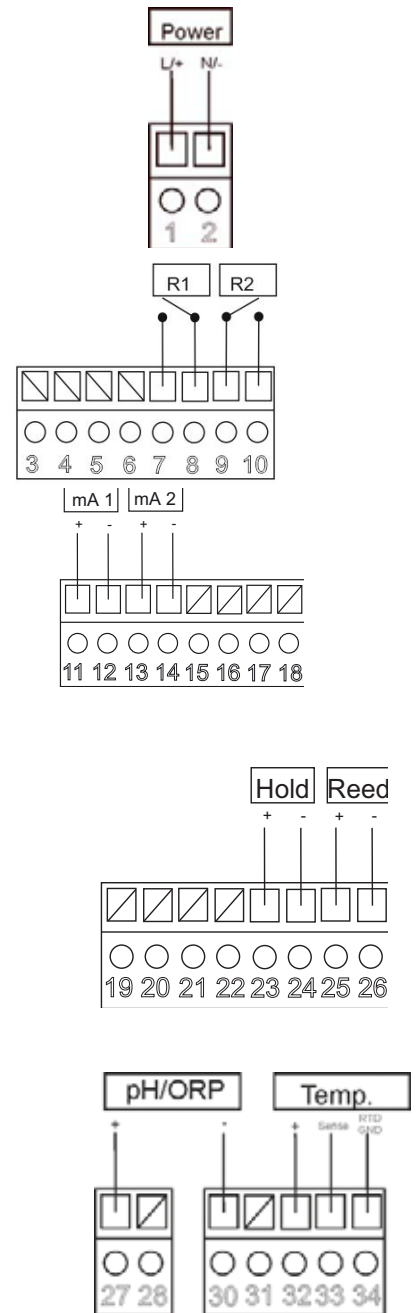 Power
L/+ N/-
1 2
R1 R2
3 4 5 6 7 8 9 10
mA 1 mA 2
+ - + -
11 12 13 14 15 16 17 18
Hold Reed
+ - + -
19 20 21 22 23 24 25 26
pH/ORP Temp.
+ - + Sense RTD GND
27 28 30 31 32 33 34